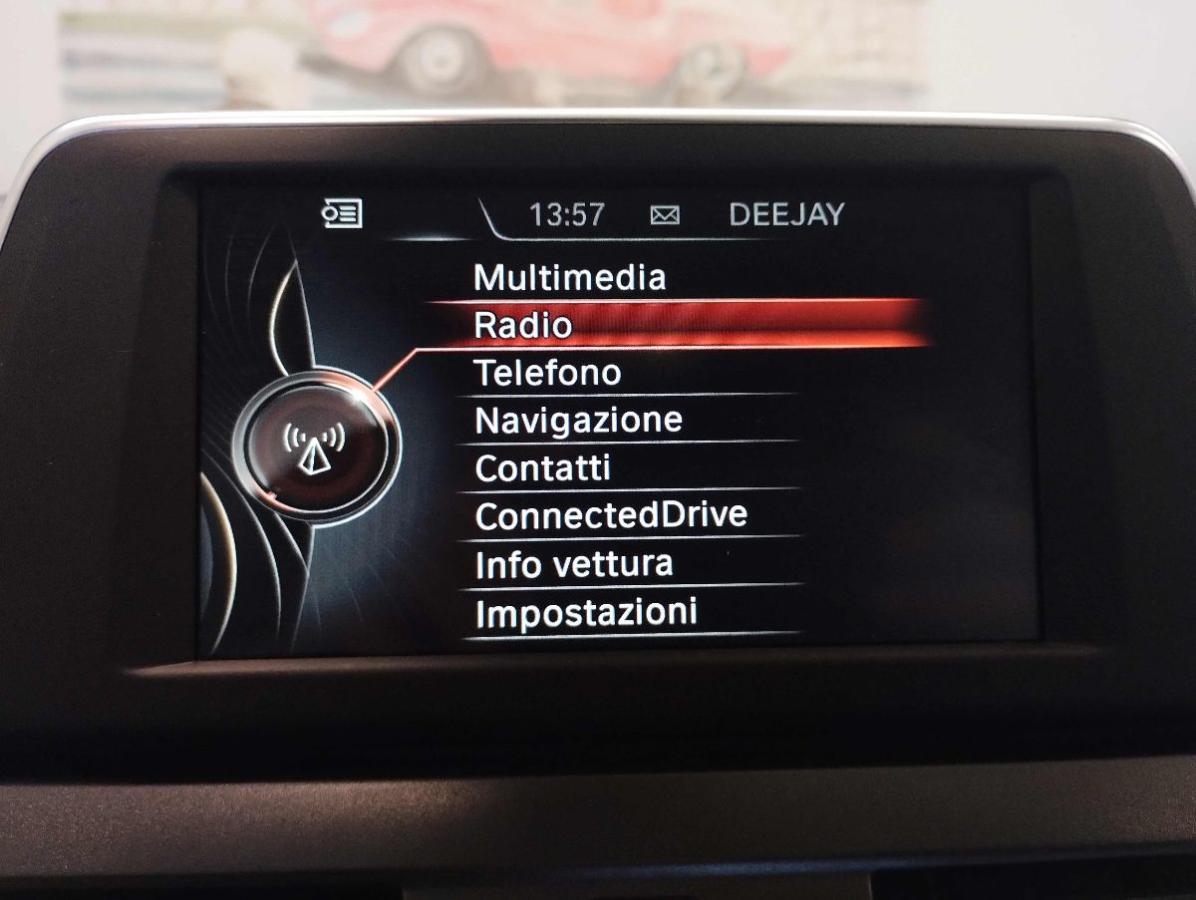 13:57 DEEJAY
Multimedia
Radio
Telefono
Navigazione
Contatti
ConnectedDrive
Info vettura
Impostazioni